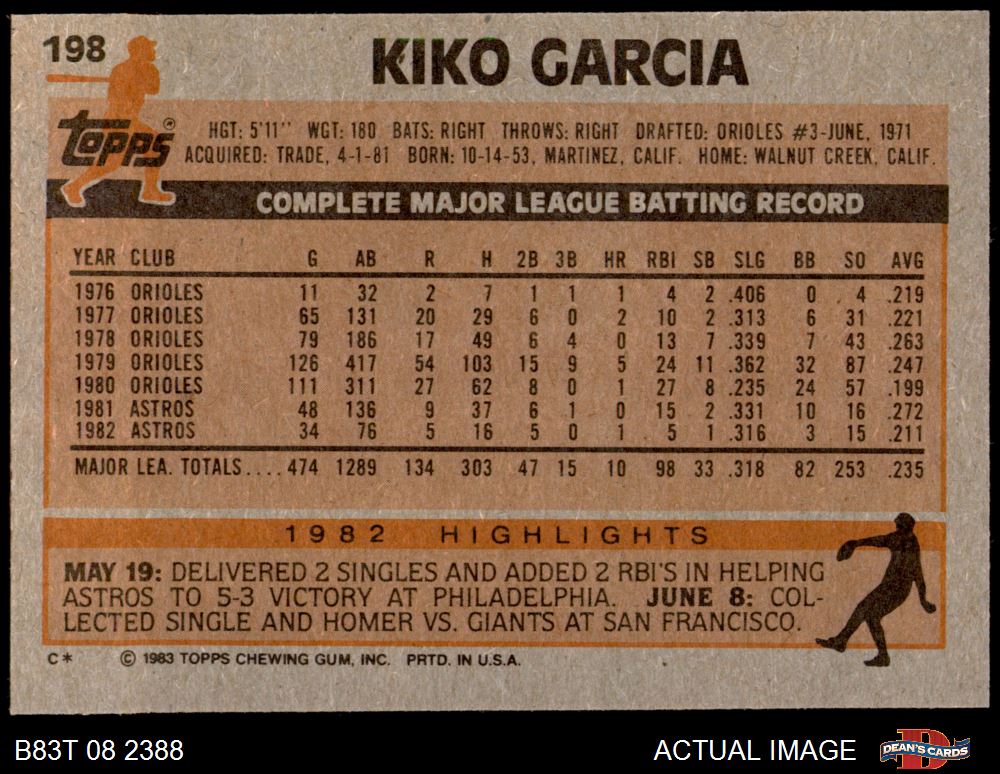 198
KIKO GARCIA
topps®
HGT: 5'11" WGT: 180 BATS: RIGHT THROWS: RIGHT DRAFTED: ORIOLES #3-JUNE, 1971
ACQUIRED: TRADE, 4-1-81 BORN: 10-14-53, MARTINEZ, CALIF. HOME: WALNUT CREEK, CALIF.
COMPLETE MAJOR LEAGUE BATTING RECORD
YEAR CLUB G AB R H 2B 3B HR RBI SB SLG BB SO AVG
1976 ORIOLES 11 32 2 7 1 1 1 4 2 .406 0 4 .219
1977 ORIOLES 65 131 20 29 6 0 2 10 2 .313 6 31 .221
1978 ORIOLES 79 186 17 49 6 4 0 13 7 .339 7 43 .263
1979 ORIOLES 126 417 54 103 15 9 5 24 11 .362 32 87 .247
1980 ORIOLES 111 311 27 62 8 0 1 27 8 .235 24 57 .199
1981 ASTROS 48 136 9 37 6 1 0 15 2 .331 10 16 .272
1982 ASTROS 34 76 5 16 5 0 1 5 1 .316 3 15 .211
MAJOR LEA. TOTALS.... 474 1289 134 303 47 15 10 98 33 .318 82 253 .235
1982 HIGHLIGHTS
MAY 19: DELIVERED 2 SINGLES AND ADDED 2 RBI'S IN HELPING
ASTROS TO 5-3 VICTORY AT PHILADELPHIA. JUNE 8: COL-
LECTED SINGLE AND HOMER VS. GIANTS AT SAN FRANCISCO.
C* © 1983 TOPPS CHEWING GUM, INC. PRTD. IN U.S.A.
B83T 08 2388 ACTUAL IMAGE DEAN'S CARDS